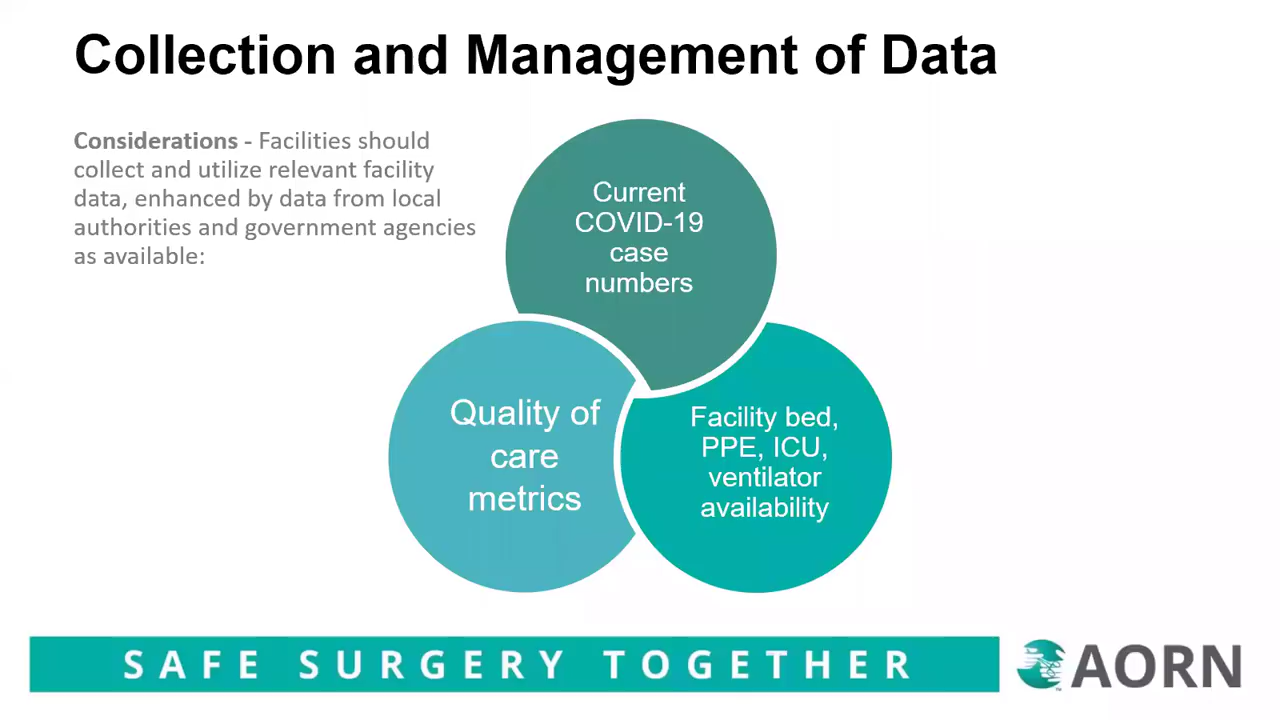 Collection and Management of Data
Considerations - Facilities should
collect and utilize relevant facility
data, enhanced by data from local
authorities and government agencies
as available:
Current
COVID-19
case
numbers
Quality of
care
metrics
Facility bed,
PPE, ICU,
ventilator
availability
SAFE SURGERY TOGETHER
AORN